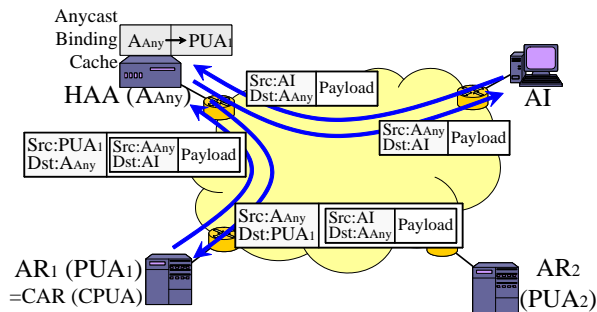 Anycast
Binding
Cache
AAny → PUA1
HAA (AAny)
Src:AI
Dst:AAny
Payload
AI
Src:AAny
Dst:AI
Payload
Src:PUA1
Dst:AAny
Src:AAny
Dst:AI
Payload
Src:AAny
Dst:PUA1
Src:AI
Dst:AAny
Payload
AR1 (PUA1)
=CAR (CPUA)
AR2
(PUA2)